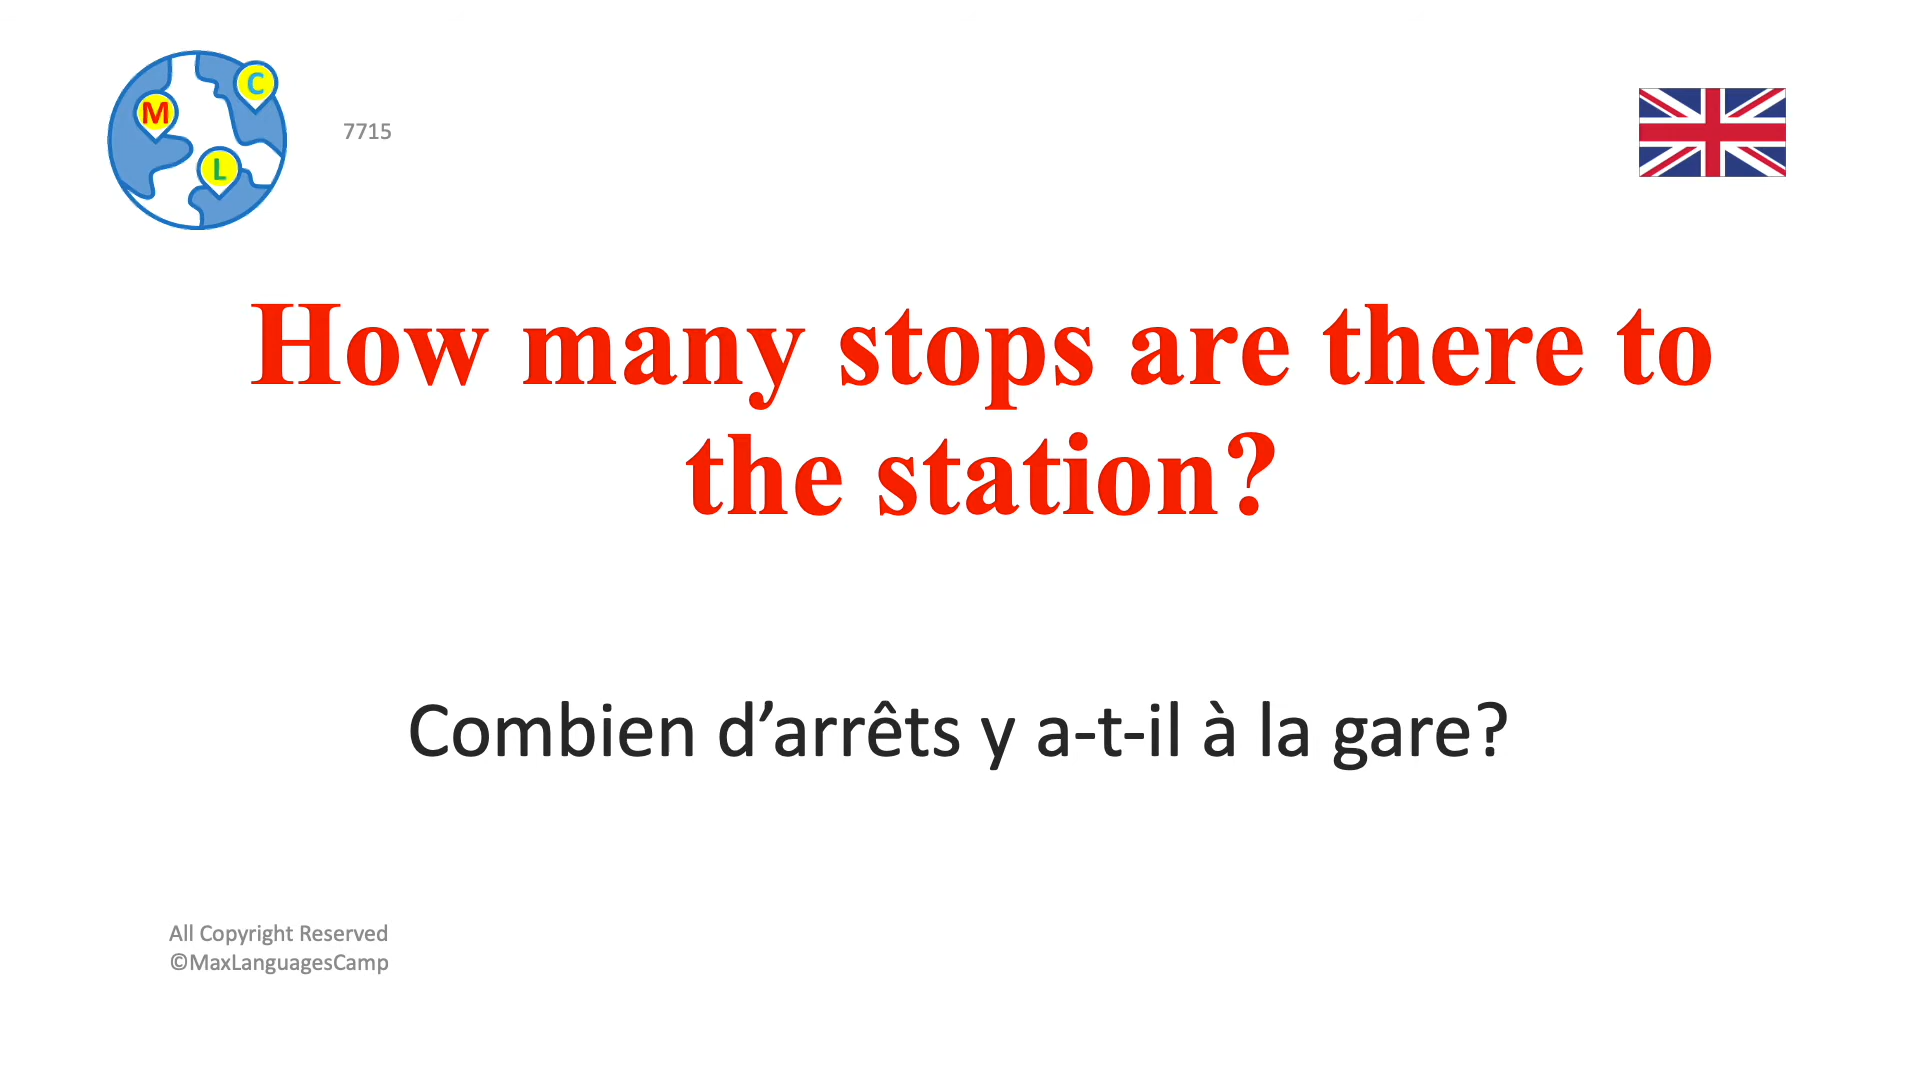 M
C
L
7715
How many stops are there to
the station?
Combien d’arrêts y a-t-il à la gare?
All Copyright Reserved
©MaxLanguagesCamp